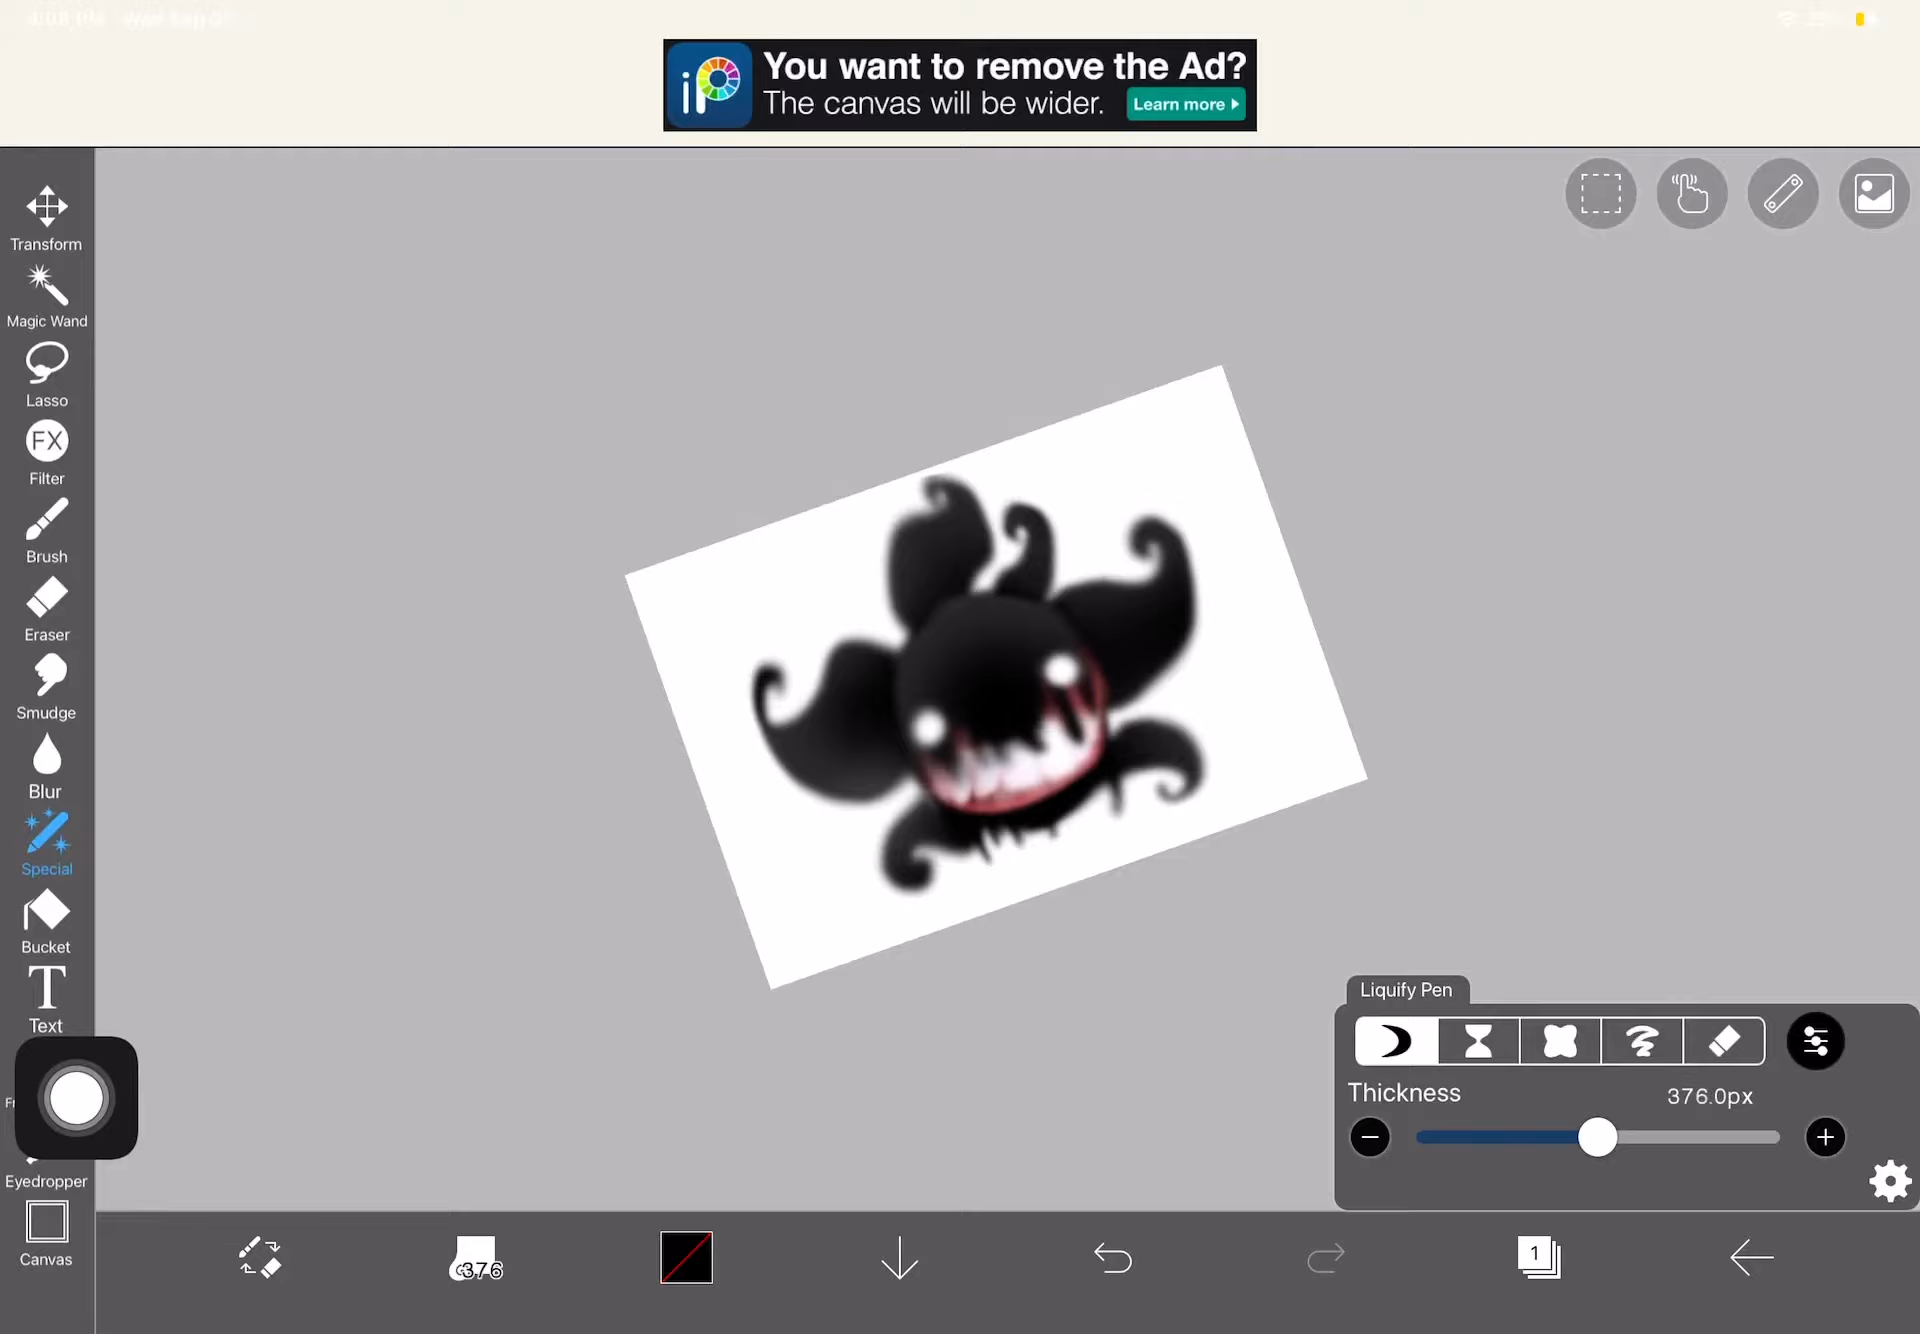 iP
You want to remove the Ad?
The canvas will be wider.
Learn more
Transform
Magic Wand
Lasso
FX
Filter
Brush
Eraser
Smudge
Blur
Special
Bucket
T
Text
Eyedropper
Canvas
Liquify Pen
Thickness
376.0px
376
1